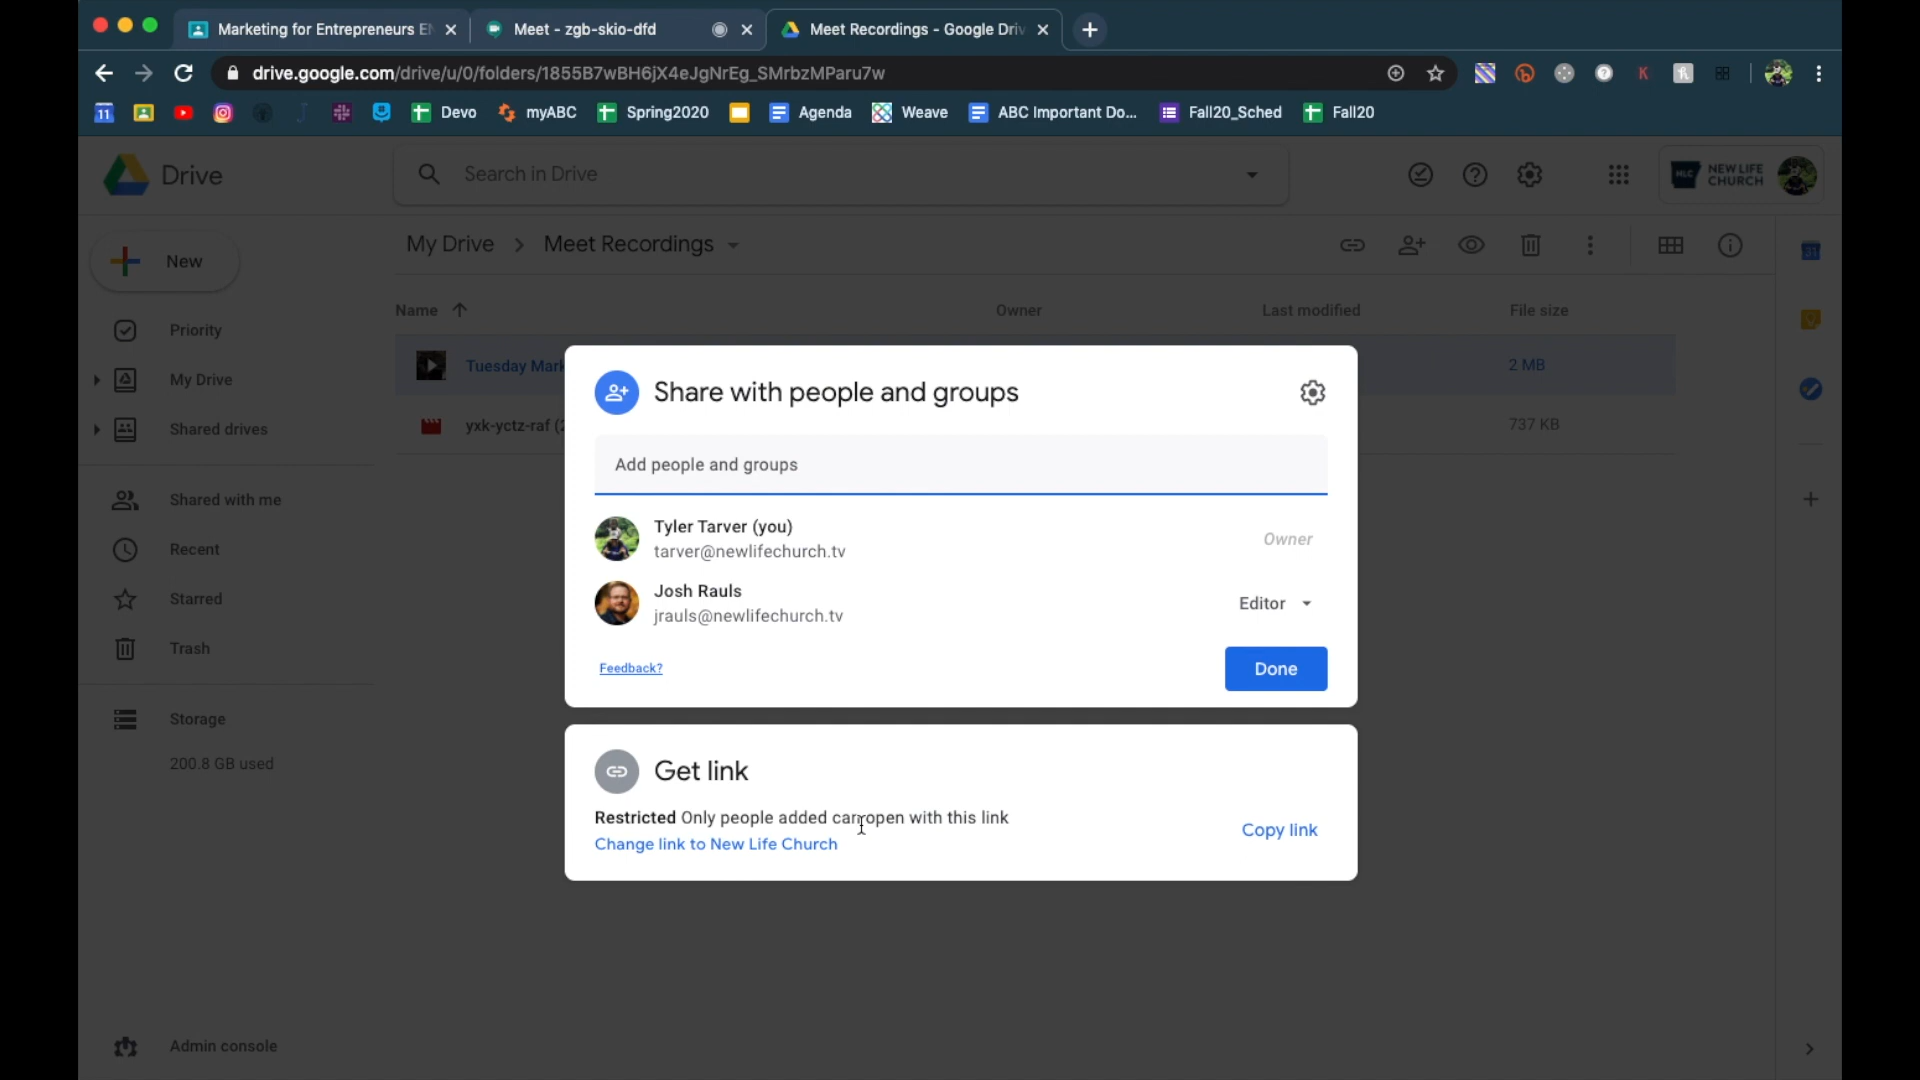 Marketing for Entrepreneurs EN
Meet - zgb-skio-dfd
Meet Recordings - Google Driv
drive.google.com/drive/u/0/folders/1855B7wBH6jX4eJgNrEg_SMrbzMParu7w
11
Devo
myABC
Spring2020
Agenda
Weave
ABC Important Do...
Fall20_Sched
Fall20
Drive
Search in Drive
NLC
NEW LIFE
CHURCH
New
My Drive
Meet Recordings
31
Name
Owner
Last modified
File size
Priority
My Drive
Shared drives
Shared with me
Recent
Starred
Trash
Storage
200.8 GB used
Admin console
Tuesday Mark
2 MB
yxk-yctz-raf (2
737 KB
Share with people and groups
Add people and groups
Tyler Tarver (you)
tarver@newlifechurch.tv
Owner
Josh Rauls
jrauls@newlifechurch.tv
Editor
Feedback?
Done
Get link
Restricted Only people added can open with this link
Change link to New Life Church
Copy link